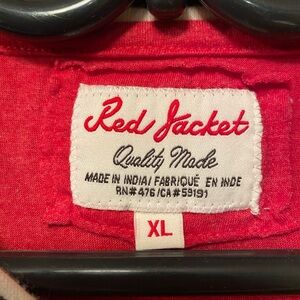 Red Jacket
Quality Made
MADE IN INDIA/ FABRIQUÉ EN INDE
RN# 476 /CA# 59191
XL